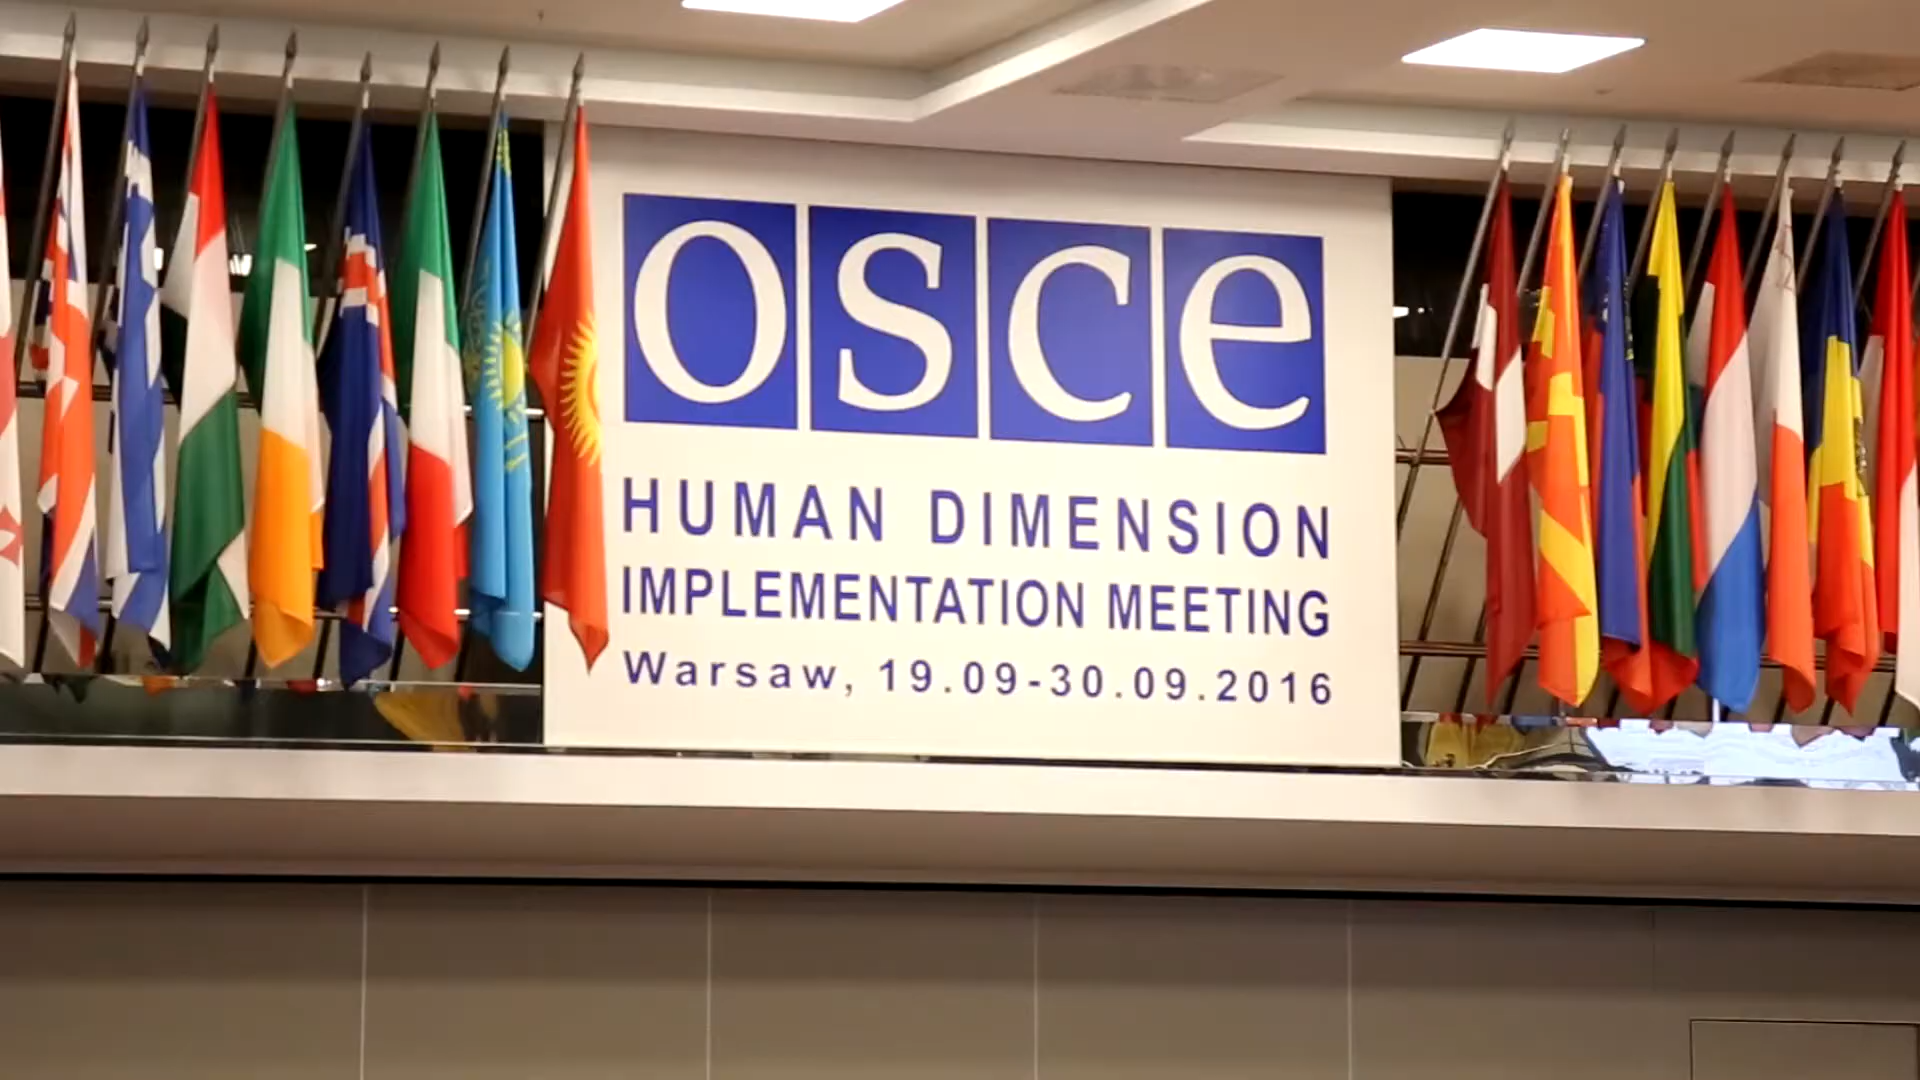 OSCE
HUMAN DIMENSION
IMPLEMENTATION MEETING
Warsaw, 19.09-30.09.2016